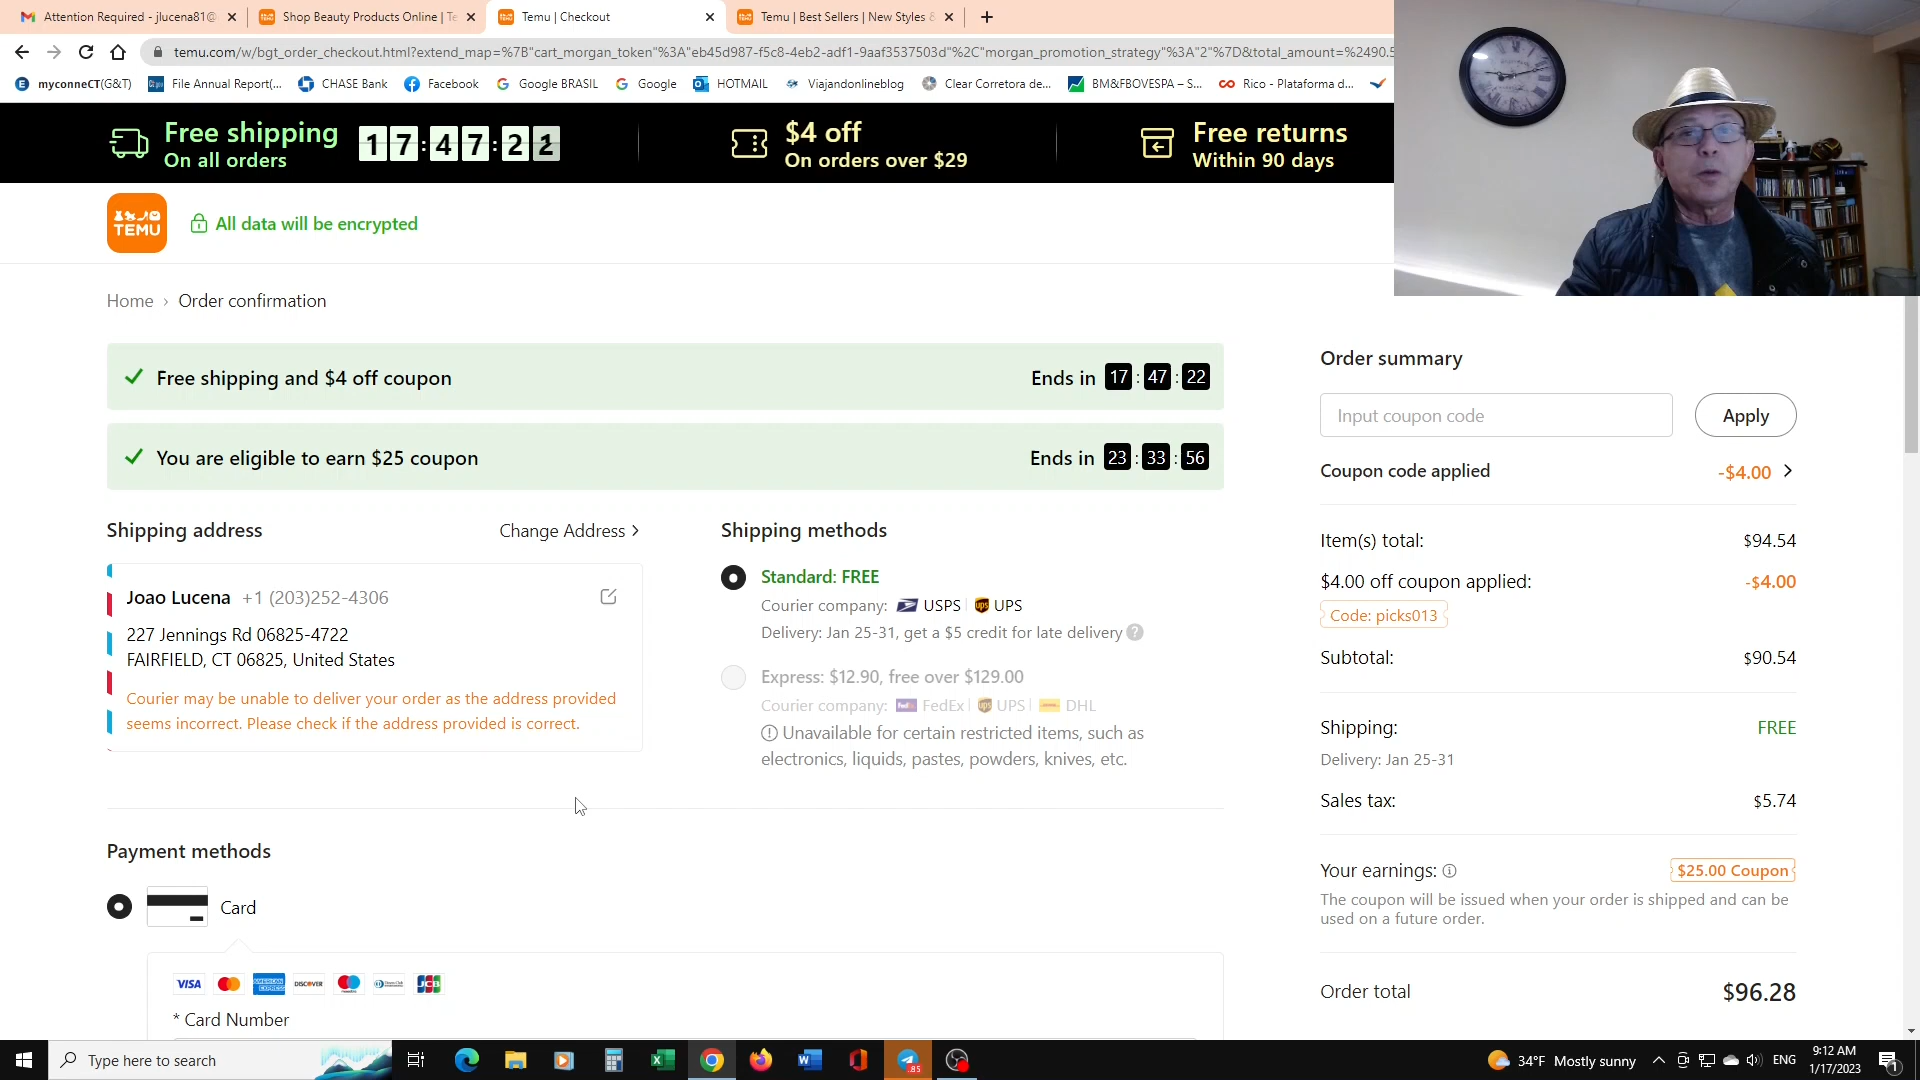 Attention Required - jlucena81@
Shop Beauty Products Online | Te
Temu | Checkout
Temu | Best Sellers | New Styles &
temu.com/w/bgt_order_checkout.html?extend_map=%7B"cart_morgan_token"%3A"eb45d987-f5c8-4eb2-adf1-9aaf3537503d"%2C"morgan_promotion_strategy"%3A"2"%7D&total_amount=%2490.5
myconneCT(G&T)
File Annual Report(...
CHASE Bank
Facebook
Google BRASIL
Google
HOTMAIL
Viajandonlineblog
Clear Corretora de...
BM&FBOVESPA – S...
Rico - Plataforma d...
Free shipping
On all orders
17:47:22
$4 off
On orders over $29
Free returns
Within 90 days
TEMU
All data will be encrypted
Home › Order confirmation
Free shipping and $4 off coupon
Ends in 17 : 47 : 22
You are eligible to earn $25 coupon
Ends in 23 : 33 : 56
Shipping address
Change Address >
Joao Lucena +1 (203)252-4306
227 Jennings Rd 06825-4722
FAIRFIELD, CT 06825, United States
Courier may be unable to deliver your order as the address provided
seems incorrect. Please check if the address provided is correct.
Shipping methods
Standard: FREE
Courier company: USPS | UPS
Delivery: Jan 25-31, get a $5 credit for late delivery ?
Express: $12.90, free over $129.00
Courier company: FedEx | UPS | DHL
Unavailable for certain restricted items, such as
electronics, liquids, pastes, powders, knives, etc.
Payment methods
Card
VISA
AMERICAN EXPRESS
DISCOVER
JCB
* Card Number
Order summary
Input coupon code
Apply
Coupon code applied
-$4.00 >
Item(s) total:
$94.54
$4.00 off coupon applied:
-$4.00
Code: picks013
Subtotal:
$90.54
Shipping:
FREE
Delivery: Jan 25-31
Sales tax:
$5.74
Your earnings:
$25.00 Coupon
The coupon will be issued when your order is shipped and can be
used on a future order.
Order total
$96.28
Type here to search
85
34°F Mostly sunny
ENG
9:12 AM
1/17/2023
1